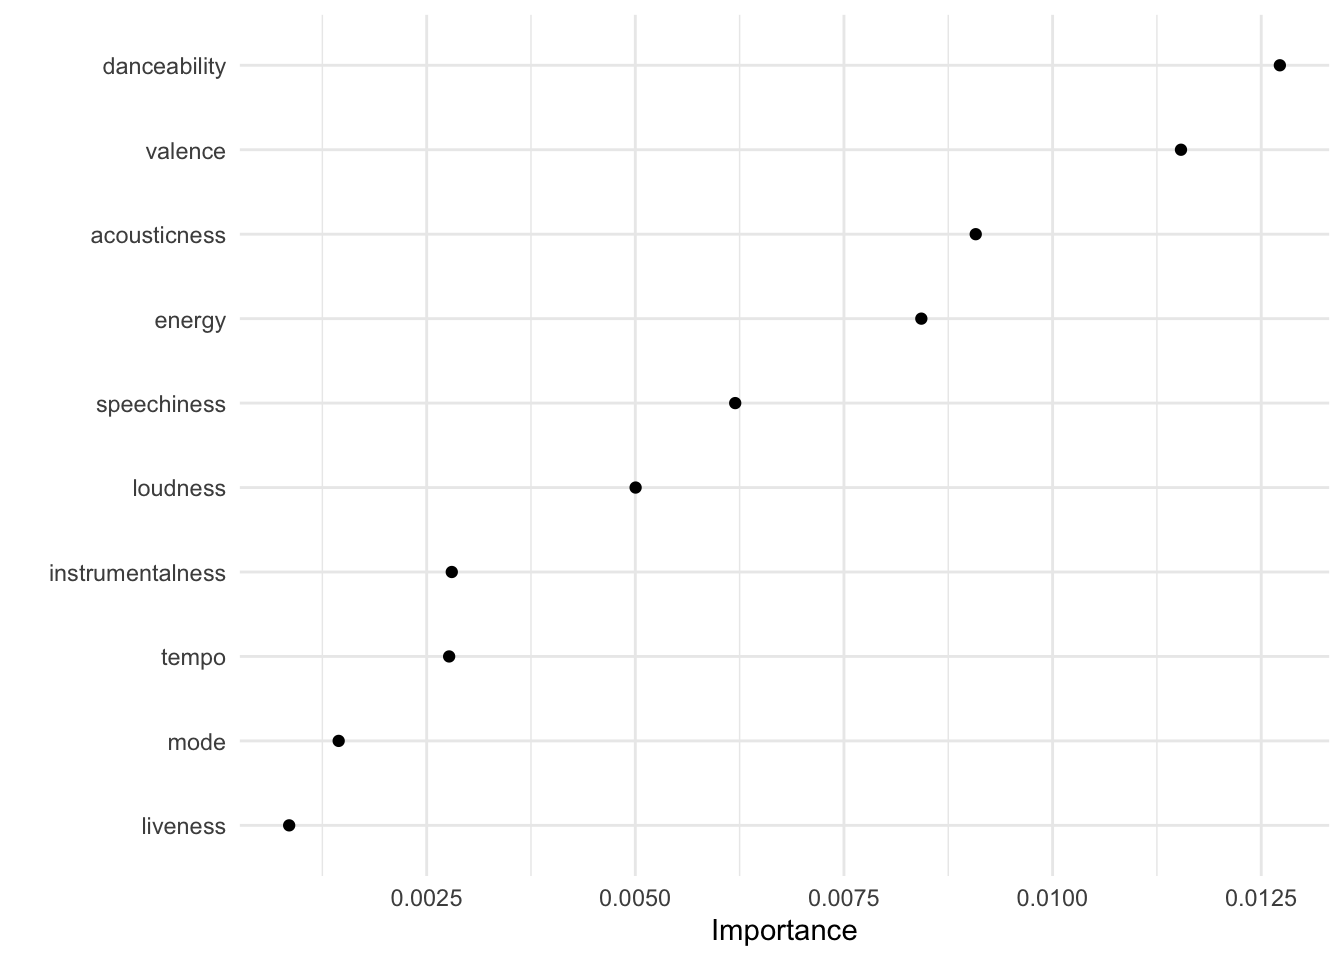 danceability
valence
acousticness
energy
speechiness
loudness
instrumentalness
tempo
mode
liveness
0.0025 0.0050 0.0075 0.0100 0.0125
Importance